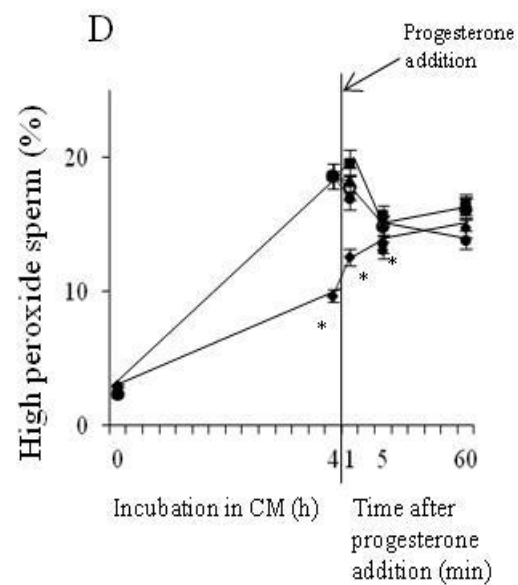 D
Progesterone
addition
High peroxide sperm (%)
20
10
0
0
4
1
5
60
*
*
*
Incubation in CM (h)
Time after
progesterone
addition (min)